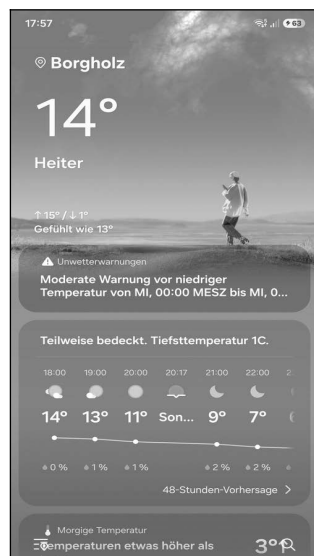 17:57
63
Borgholz
14°
Heiter
↑15° / ↓1°
Gefühlt wie 13°
Unwetterwarnungen
Moderate Warnung vor niedriger
Temperatur von MI, 00:00 MESZ bis MI, 0...
Teilweise bedeckt. Tiefsttemperatur 1C.
18:00 19:00 20:00 20:17 21:00 22:00 2
14° 13° 11° Son... 9° 7°
0 % 1 % 1 % 2 % 2 %
48-Stunden-Vorhersage >
Morgige Temperatur
Temperaturen etwas höher als
3°